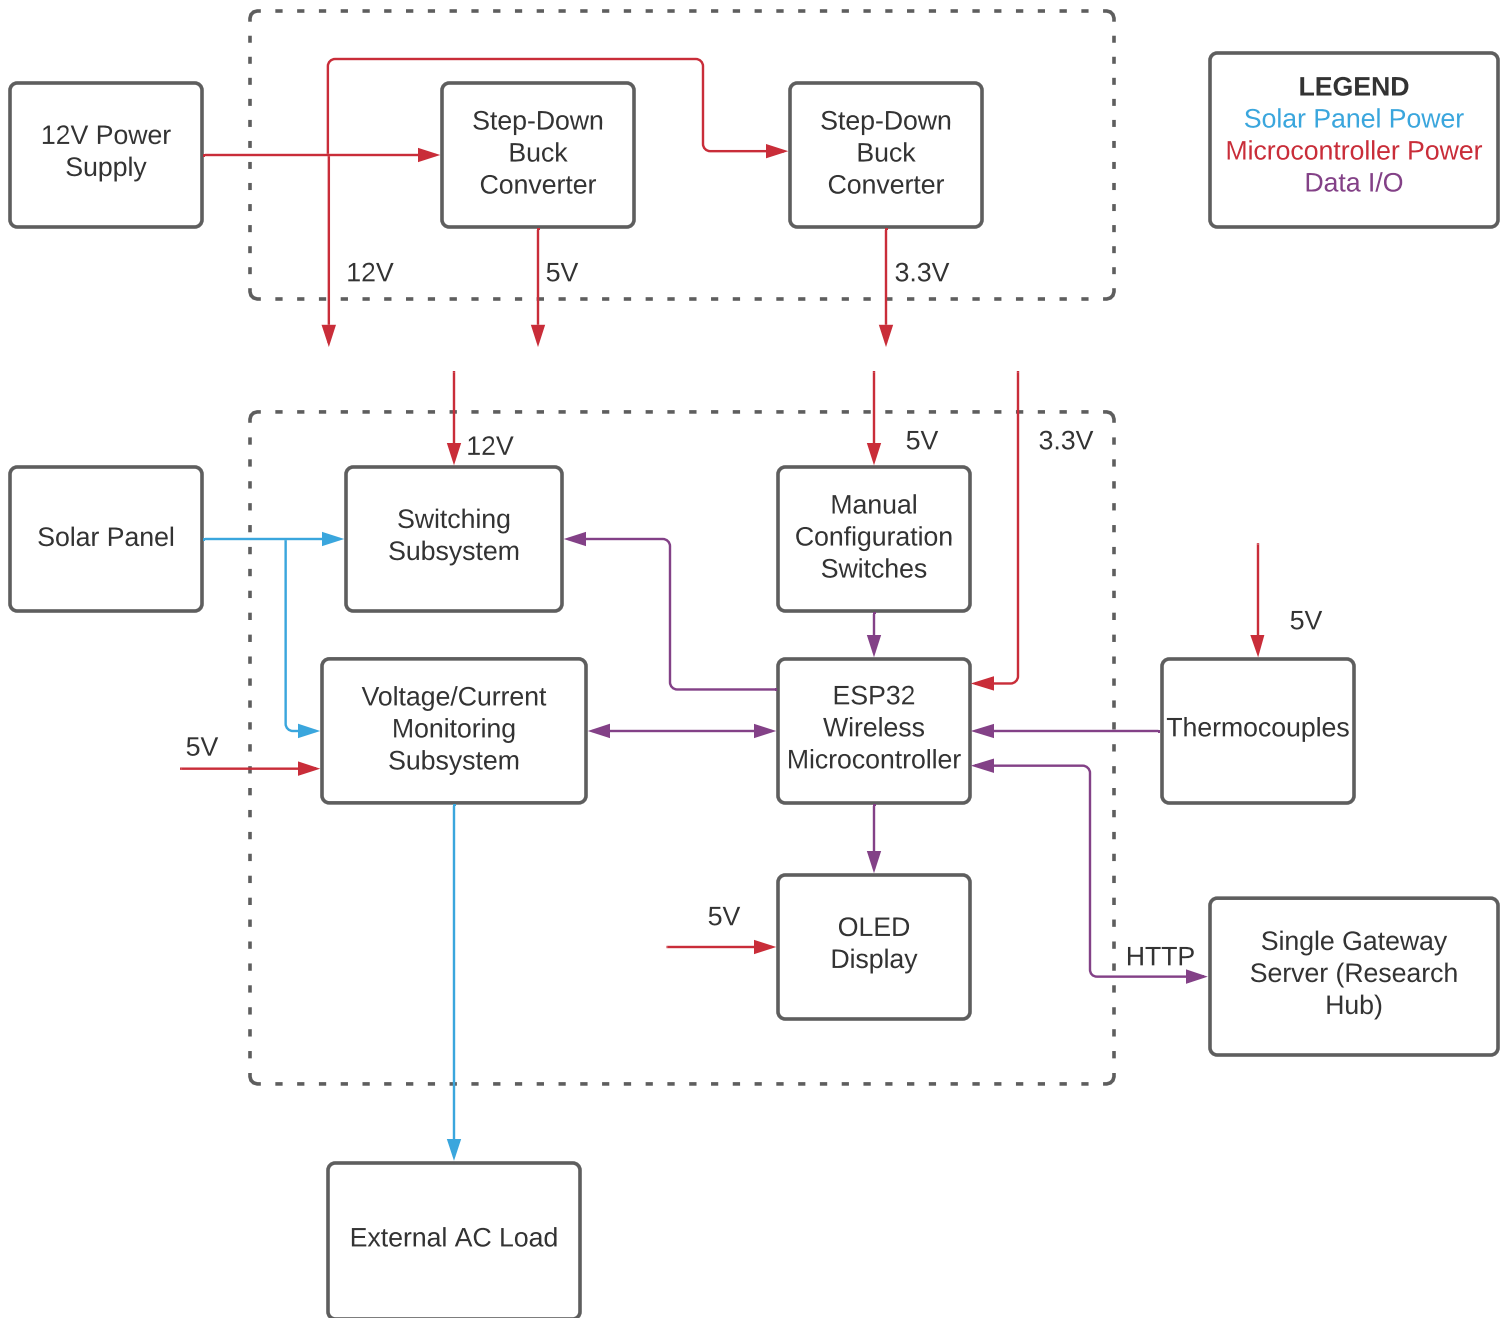 12V Power
Supply
Step-Down
Buck
Converter
Step-Down
Buck
Converter
LEGEND
Solar Panel Power
Microcontroller Power
Data I/O
12V
5V
3.3V
12V
5V
3.3V
Solar Panel
Switching
Subsystem
Manual
Configuration
Switches
5V
Voltage/Current
Monitoring
Subsystem
5V
ESP32
Wireless
Microcontroller
Thermocouples
5V
OLED
Display
HTTP
Single Gateway
Server (Research
Hub)
External AC Load